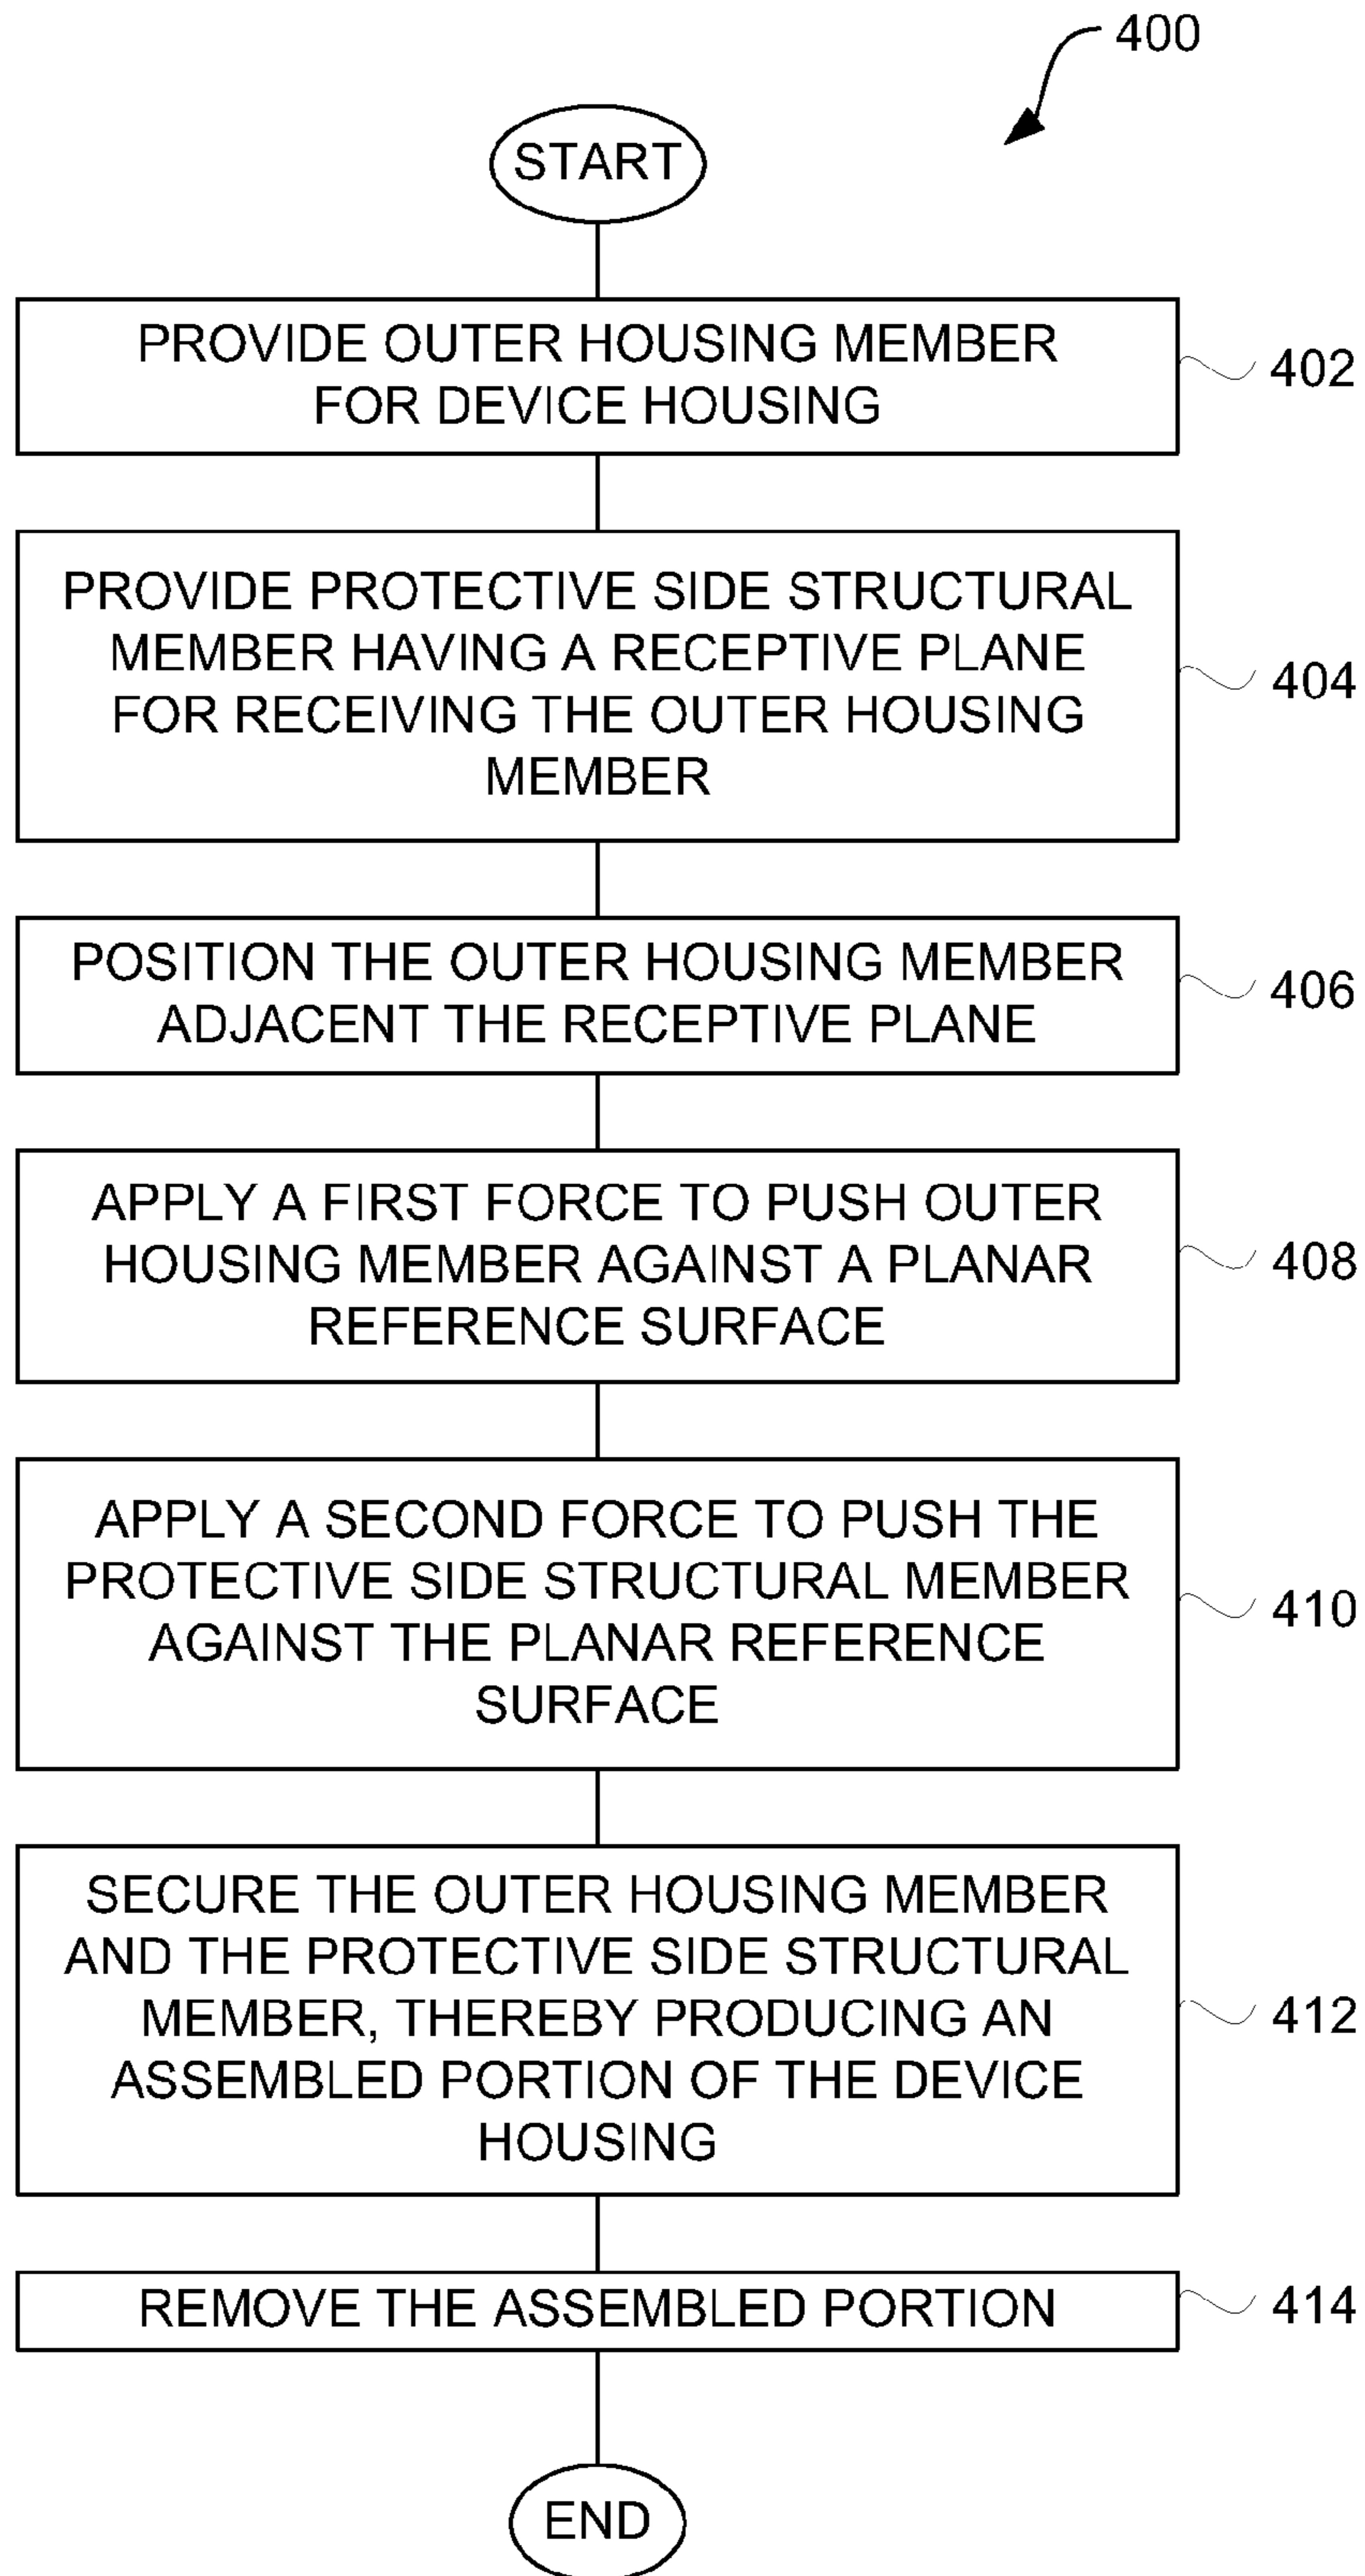 400
START
PROVIDE OUTER HOUSING MEMBER
FOR DEVICE HOUSING
402
PROVIDE PROTECTIVE SIDE STRUCTURAL
MEMBER HAVING A RECEPTIVE PLANE
FOR RECEIVING THE OUTER HOUSING
MEMBER
404
POSITION THE OUTER HOUSING MEMBER
ADJACENT THE RECEPTIVE PLANE
406
APPLY A FIRST FORCE TO PUSH OUTER
HOUSING MEMBER AGAINST A PLANAR
REFERENCE SURFACE
408
APPLY A SECOND FORCE TO PUSH THE
PROTECTIVE SIDE STRUCTURAL MEMBER
AGAINST THE PLANAR REFERENCE
SURFACE
410
SECURE THE OUTER HOUSING MEMBER
AND THE PROTECTIVE SIDE STRUCTURAL
MEMBER, THEREBY PRODUCING AN
ASSEMBLED PORTION OF THE DEVICE
HOUSING
412
REMOVE THE ASSEMBLED PORTION
414
END